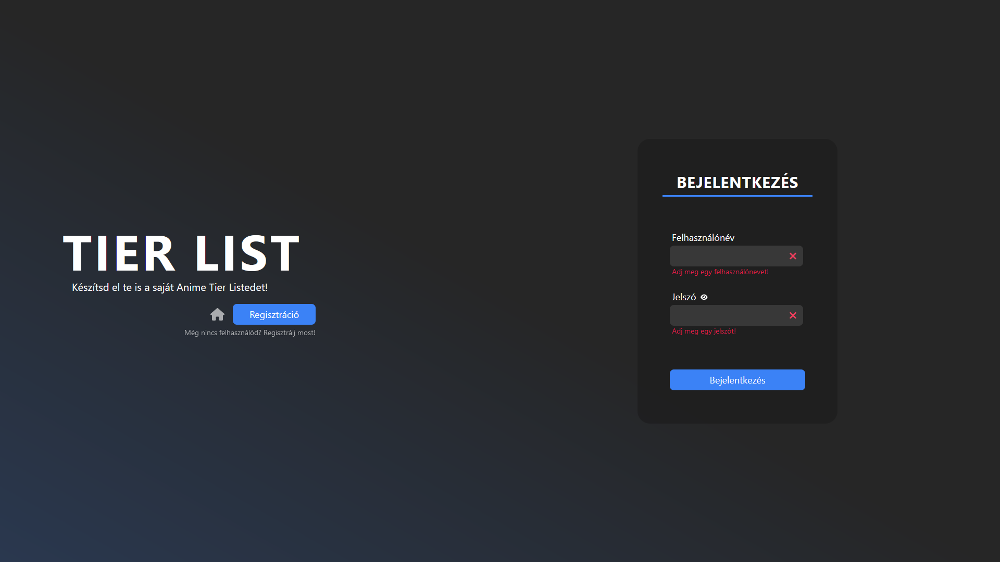 TIER LIST
Készítsd el te is a saját Anime Tier Listedet!
Regisztráció
Még nincs felhasználód? Regisztrálj most!
BEJELENTKEZÉS
Felhasználónév
Adj meg egy felhasználónevet!
Jelszó
Adj meg egy jelszót!
Bejelentkezés